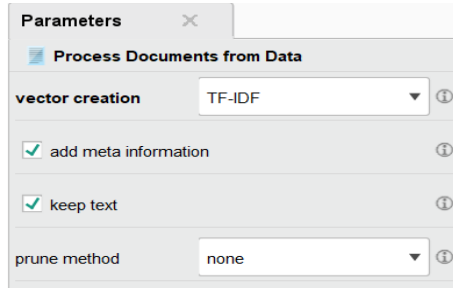 Parameters
Process Documents from Data
vector creation TF-IDF
add meta information
keep text
prune method none